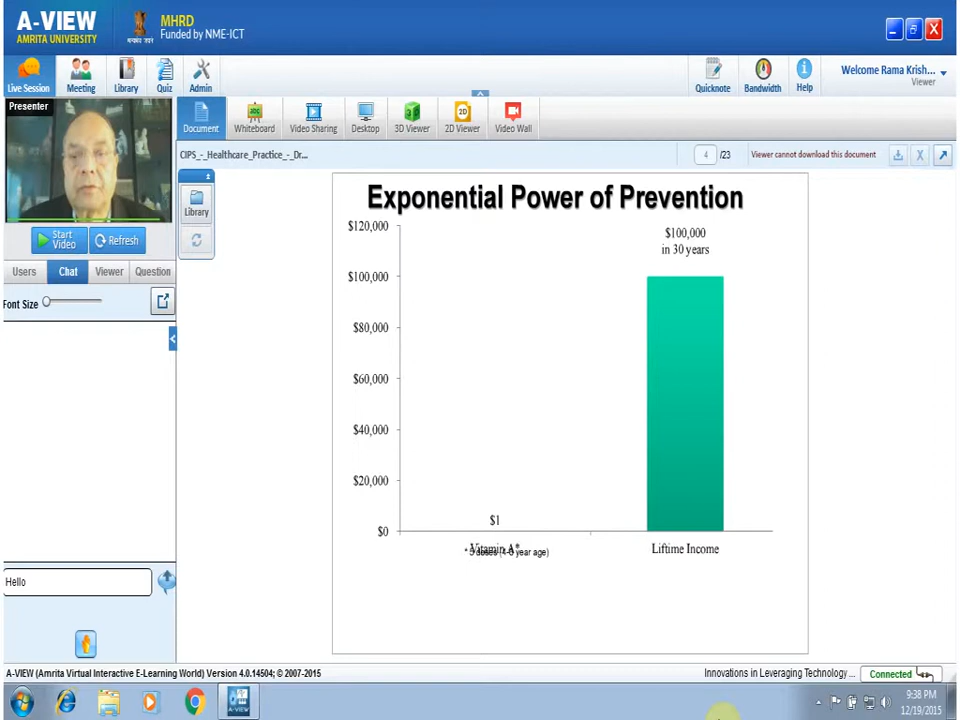 A-VIEW
AMRITA UNIVERSITY
MHRD
Funded by NME-ICT
Live Session
Meeting
Library
Quiz
Admin
Quicknote
Bandwidth
Help
Welcome Rama Krish...
Viewer
Presenter
Document
Whiteboard
Video Sharing
Desktop
3D Viewer
2D Viewer
Video Wall
CIPS_-_Healthcare_Practice_-_Dr...
4 /23
Viewer cannot download this document
Library
Start Video
Refresh
Users
Chat
Viewer
Question
Font Size
Exponential Power of Prevention
$120,000
$100,000
$80,000
$60,000
$40,000
$20,000
$0
$100,000
in 30 years
$1
Vitamin A*
Liftime Income
Hello
A-VIEW (Amrita Virtual Interactive E-Learning World) Version 4.0.14504; © 2007-2015
Innovations in Leveraging Technology ...
Connected
9:38 PM
12/19/2015